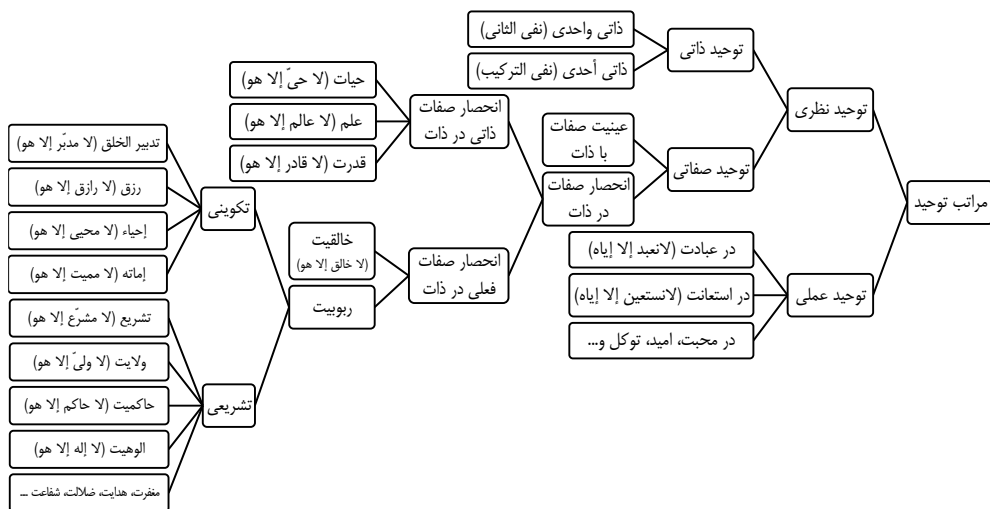 مراتب توحید
توحید نظری
توحید ذاتی
ذاتی واحدی (نفی الثانی)
ذاتی أحدی (نفی الترکیب)
توحید صفاتی
عینیت صفات
با ذات
انحصار صفات
در ذات
انحصار صفات
ذاتی در ذات
حیات (لا حیّ إلا هو)
علم (لا عالم إلا هو)
قدرت (لا قادر إلا هو)
انحصار صفات
فعلی در ذات
خالقیت
(لا خالق إلا هو)
ربوبیت
تکوینی
تدبیر الخلق (لا مدبّر إلا هو)
رزق (لا رازق إلا هو)
إحیاء (لا محیی إلا هو)
إماته (لا ممیت إلا هو)
تشریعی
تشریع (لا مشرّع إلا هو)
ولایت (لا ولیّ إلا هو)
حاکمیت (لا حاکم إلا هو)
الوهیت (لا إله إلا هو)
مغفرت، هدایت، ضلالت، شفاعت ...
توحید عملی
در عبادت (لانعبد إلا إیاه)
در استعانت (لانستعین إلا إیاه)
در محبت، امید، توکل و...